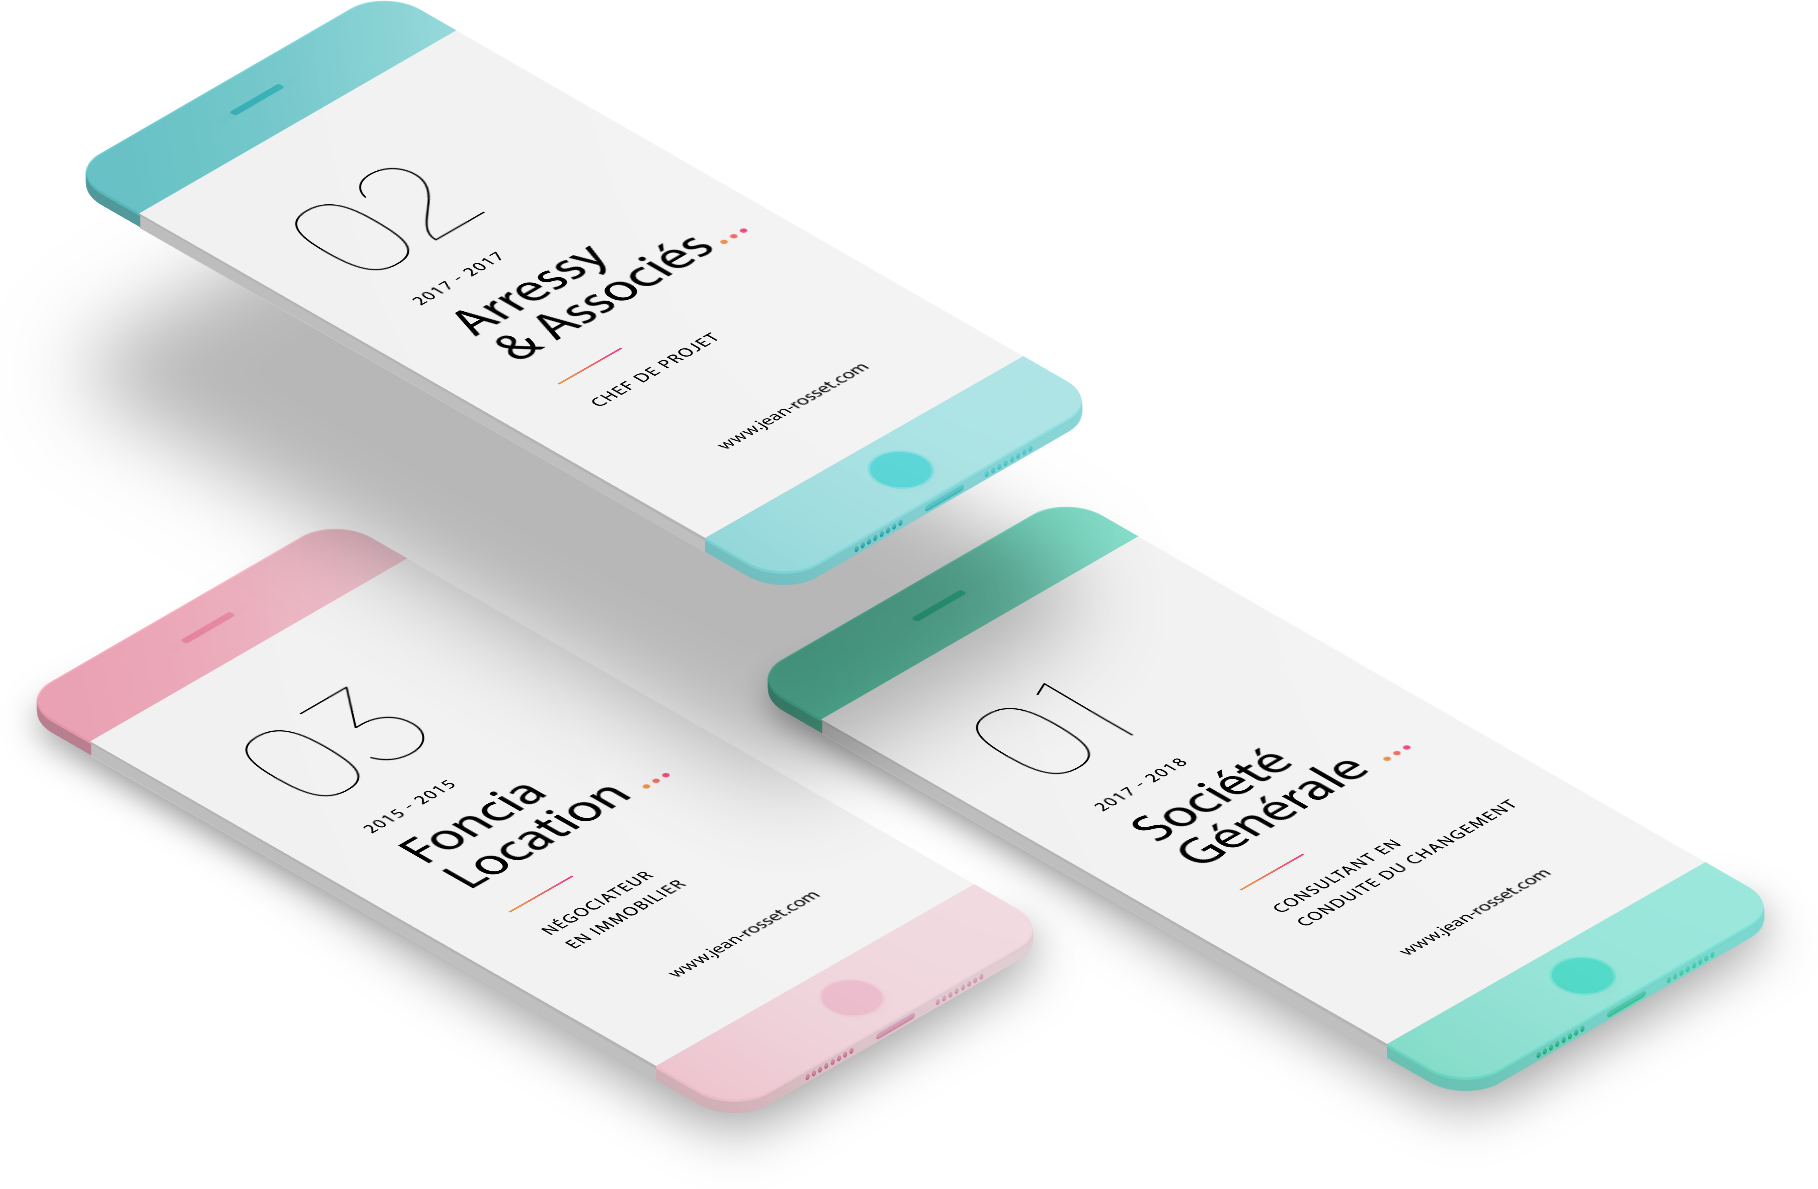 02
2017 - 2017
Arressy
& Associés
CHEF DE PROJET
www.jean-rosset.com
03
2015 - 2015
Foncia
Location
NÉGOCIATEUR
EN IMMOBILIER
www.jean-rosset.com
01
2017 - 2018
Société
Générale
CONSULTANT EN
CONDUITE DU CHANGEMENT
www.jean-rosset.com